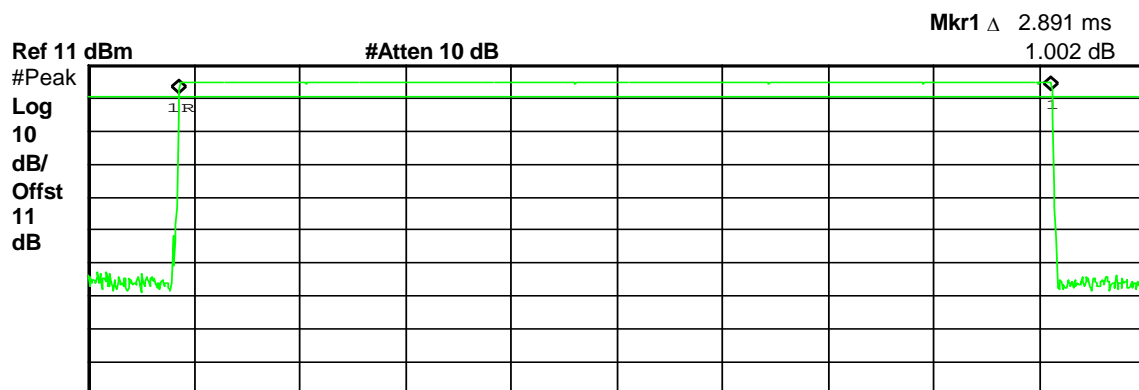 Mkr1 Δ 2.891 ms
Ref 11 dBm #Atten 10 dB 1.002 dB
#Peak
Log
10
dB/
Offst
11
dB
1R
1